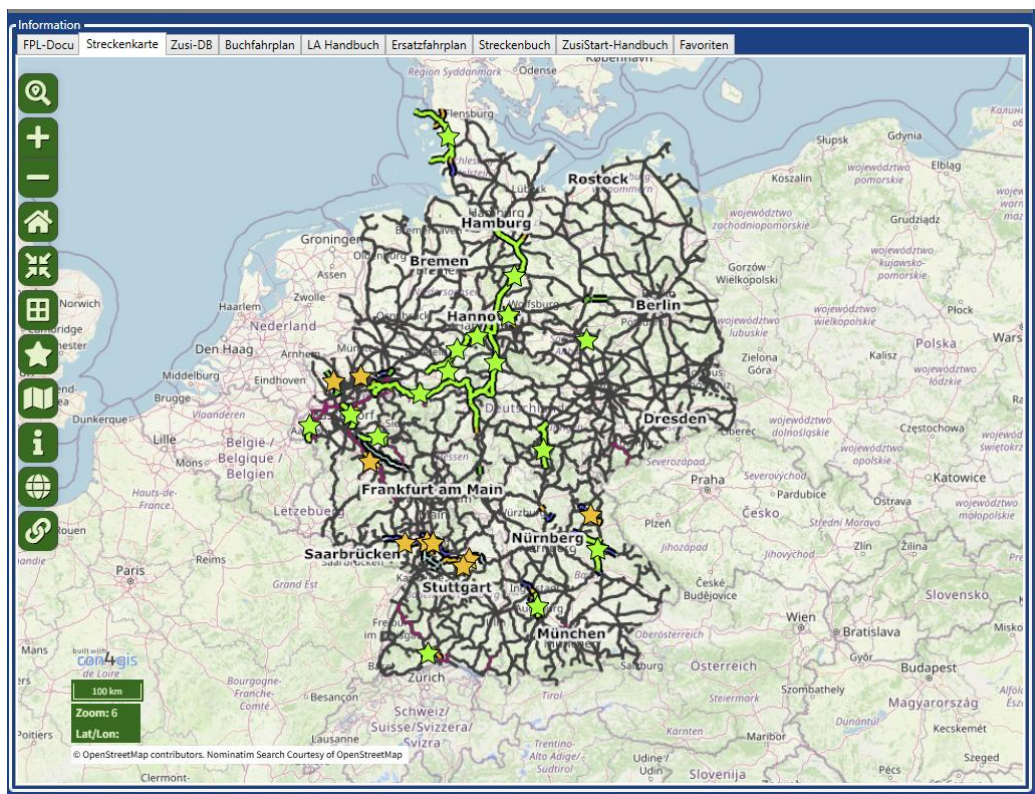 Information
FPL-Docu Streckenkarte Zusi-DB Buchfahrplan LA Handbuch Ersatzfahrplan Streckenbuch ZusiStart-Handbuch Favoriten
København
Region Syddanmark Odense
Flensburg
Słupsk Gdynia
Koszalin województwo pomorskie Elbląg
Rostock
Lübeck
Hamburg
województwo zachodniopomorskie
Grudziądz
Groningen
Bremen
Assen
województwo kujawsko-pomorskie
Gorzów Wielkopolski
Norwich
Haarlem Zwolle
Wolfsburg
Berlin
Płock
Nederland
Hanno
województwo lubuskie
województwo wielkopolskie
Den Haag Arnhem
Polska
Zielona Góra
Kalisz
Middelburg Eindhoven
województwo łódzkie
Brugge
Dunkerque Vlaanderen
Deutschland
Dresden
Liberec
województwo dolnośląskie
Częstochowa
Lille
België / Belgique / Belgien
Mons
Severozápad
Severovýchod
województwo opolskie
Katowice
Praha
Hauts-de-France
Frankfurt am Main
Pardubice
Ostrava
województwo małopolskie
Lëtzebuerg
Würzburg
Plzeň
Česko
Střední Morava
Rouen
Nürnberg
Zlín Žilina
Saarbrücken
Jihozápad Jihovýchod
Paris
Stuttgart
Grand Est
České Budějovice
Slovensko
Augsburg
München
Wien
Bratislava
Oberösterreich
Mans
built with
con4gis
Zürich
Salzburg
Österreich
Győr
Budapest
100 km
Bourgogne-Franche-Comté
Besançon
Tirol
Steiermark
Szombathely
Zoom: 6
Schweiz/ Suisse/Svizzera/ Svizra
Magyarország
Lat/Lon:
Poitiers
Lausanne
Kärnten
Maribor
Dunántúl
Kecskemét
© OpenStreetMap contributors. Nominatim Search Courtesy of OpenStreetMap
Trentino-Alto Adige/ Südtirol
Udine / Udin
Slovenija
Szeged
Clermont-
Pécs